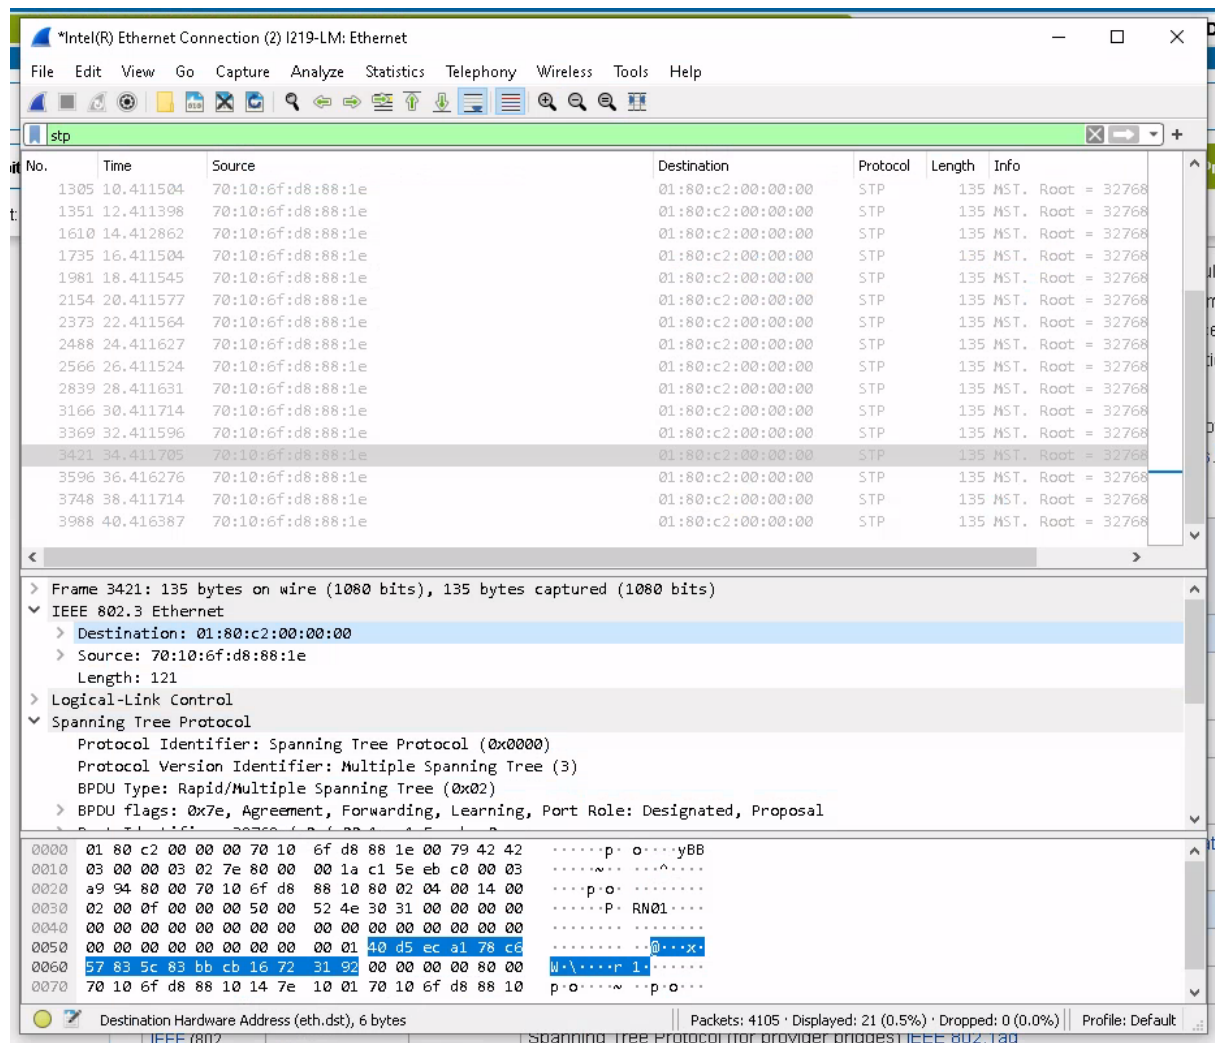 *Intel(R) Ethernet Connection (2) I219-LM: Ethernet
File Edit View Go Capture Analyze Statistics Telephony Wireless Tools Help
stp
No. Time Source Destination Protocol Length Info
1305 10.411504 70:10:6f:d8:88:1e 01:80:c2:00:00:00 STP 135 MST. Root = 32768
1351 12.411398 70:10:6f:d8:88:1e 01:80:c2:00:00:00 STP 135 MST. Root = 32768
1610 14.412862 70:10:6f:d8:88:1e 01:80:c2:00:00:00 STP 135 MST. Root = 32768
1735 16.411504 70:10:6f:d8:88:1e 01:80:c2:00:00:00 STP 135 MST. Root = 32768
1981 18.411545 70:10:6f:d8:88:1e 01:80:c2:00:00:00 STP 135 MST. Root = 32768
2154 20.411577 70:10:6f:d8:88:1e 01:80:c2:00:00:00 STP 135 MST. Root = 32768
2373 22.411564 70:10:6f:d8:88:1e 01:80:c2:00:00:00 STP 135 MST. Root = 32768
2488 24.411627 70:10:6f:d8:88:1e 01:80:c2:00:00:00 STP 135 MST. Root = 32768
2566 26.411524 70:10:6f:d8:88:1e 01:80:c2:00:00:00 STP 135 MST. Root = 32768
2839 28.411631 70:10:6f:d8:88:1e 01:80:c2:00:00:00 STP 135 MST. Root = 32768
3166 30.411714 70:10:6f:d8:88:1e 01:80:c2:00:00:00 STP 135 MST. Root = 32768
3369 32.411596 70:10:6f:d8:88:1e 01:80:c2:00:00:00 STP 135 MST. Root = 32768
3421 34.411705 70:10:6f:d8:88:1e 01:80:c2:00:00:00 STP 135 MST. Root = 32768
3596 36.416276 70:10:6f:d8:88:1e 01:80:c2:00:00:00 STP 135 MST. Root = 32768
3748 38.411714 70:10:6f:d8:88:1e 01:80:c2:00:00:00 STP 135 MST. Root = 32768
3988 40.416387 70:10:6f:d8:88:1e 01:80:c2:00:00:00 STP 135 MST. Root = 32768
Frame 3421: 135 bytes on wire (1080 bits), 135 bytes captured (1080 bits)
IEEE 802.3 Ethernet
Destination: 01:80:c2:00:00:00
Source: 70:10:6f:d8:88:1e
Length: 121
Logical-Link Control
Spanning Tree Protocol
Protocol Identifier: Spanning Tree Protocol (0x0000)
Protocol Version Identifier: Multiple Spanning Tree (3)
BPDU Type: Rapid/Multiple Spanning Tree (0x02)
BPDU flags: 0x7e, Agreement, Forwarding, Learning, Port Role: Designated, Proposal
0000 01 80 c2 00 00 00 70 10 6f d8 88 1e 00 79 42 42 ······p· o····yBB
0010 03 00 00 03 02 7e 80 00 00 1a c1 5e eb c0 00 03 ·····~·· ···^····
0020 a9 94 80 00 70 10 6f d8 88 10 80 02 04 00 14 00 ····p·o· ········
0030 02 00 0f 00 00 00 50 00 52 4e 30 31 00 00 00 00 ······P· RN01····
0040 00 00 00 00 00 00 00 00 00 00 00 00 00 00 00 00 ········ ········
0050 00 00 00 00 00 00 00 00 00 01 40 d5 ec a1 78 c6 ········ ··@···x·
0060 57 83 5c 83 bb cb 16 72 31 92 00 00 00 00 80 00 W·\····r 1·······
0070 70 10 6f d8 88 10 14 7e 10 01 70 10 6f d8 88 10 p·o····~ ··p·o···
Destination Hardware Address (eth.dst), 6 bytes Packets: 4105 · Displayed: 21 (0.5%) · Dropped: 0 (0.0%) Profile: Default
IEEE (802. Spanning Tree Protocol (for provider bridges) IEEE 802.1ad